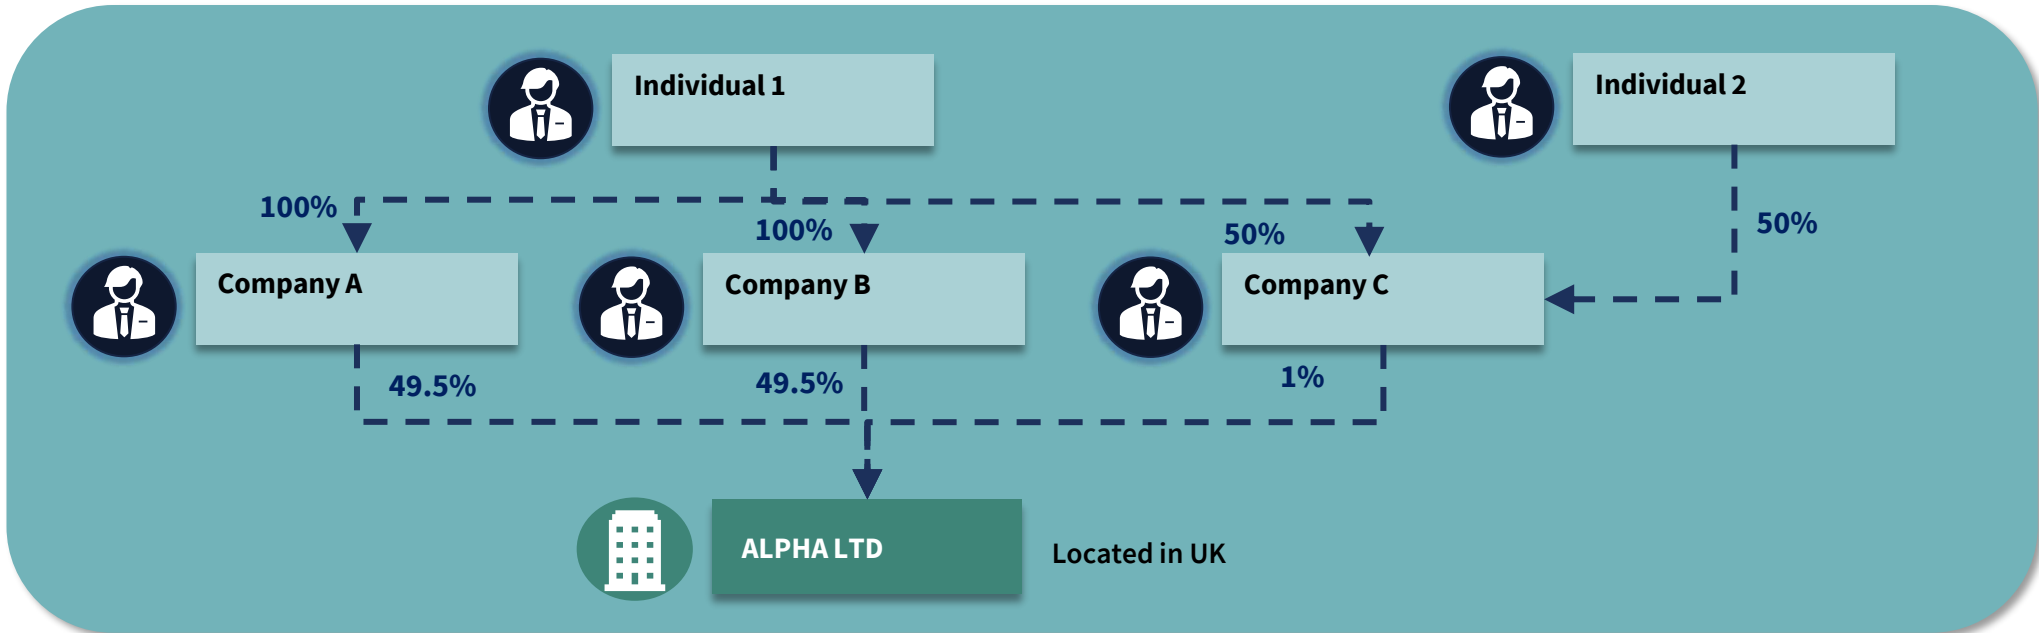 Individual 1
Individual 2
100%
100%
50%
50%
Company A
Company B
Company C
49.5%
49.5%
1%
ALPHA LTD
Located in UK